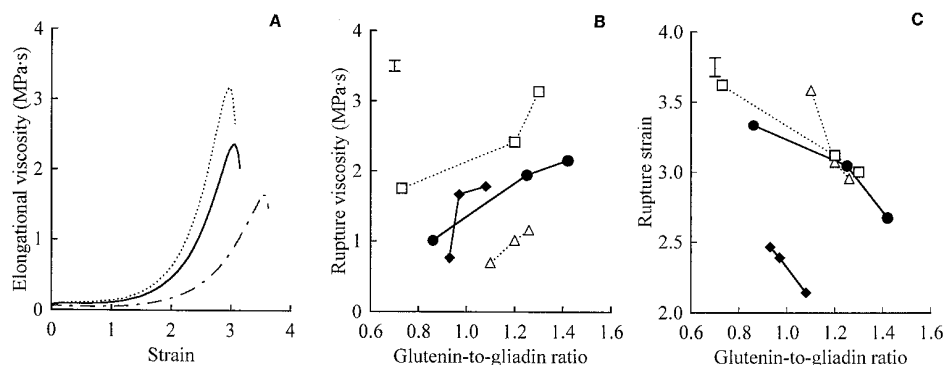 A
Elongational viscosity (MPa·s)
4
3
2
1
0
0 1 2 3 4
Strain
B
Rupture viscosity (MPa·s)
4
3
2
1
0
0.6 0.8 1.0 1.2 1.4 1.6
Glutenin-to-gliadin ratio
C
Rupture strain
4.0
3.5
3.0
2.5
2.0
0.6 0.8 1.0 1.2 1.4 1.6
Glutenin-to-gliadin ratio